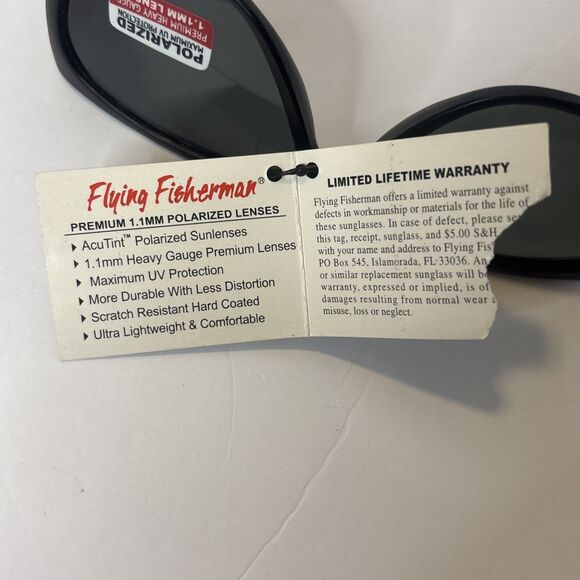 POLARIZED
MAXIMUM UV PROTECTION
PREMIUM HEAVY GAUGE
1.1MM LENS
Flying Fisherman®
PREMIUM 1.1MM POLARIZED LENSES
AcuTint™ Polarized Sunlenses
1.1mm Heavy Gauge Premium Lenses
Maximum UV Protection
More Durable With Less Distortion
Scratch Resistant Hard Coated
Ultra Lightweight & Comfortable
LIMITED LIFETIME WARRANTY
Flying Fisherman offers a limited warranty against
defects in workmanship or materials for the life of
these sunglasses. In case of defect, please
this tag, receipt, sunglass, and $5.00 S&H
with your name and address to Flying
PO Box 545, Islamorada, FL 33036. An
or similar replacement sunglass will
warranty, expressed or implied, is of
damages resulting from normal wear
misuse, loss or neglect.